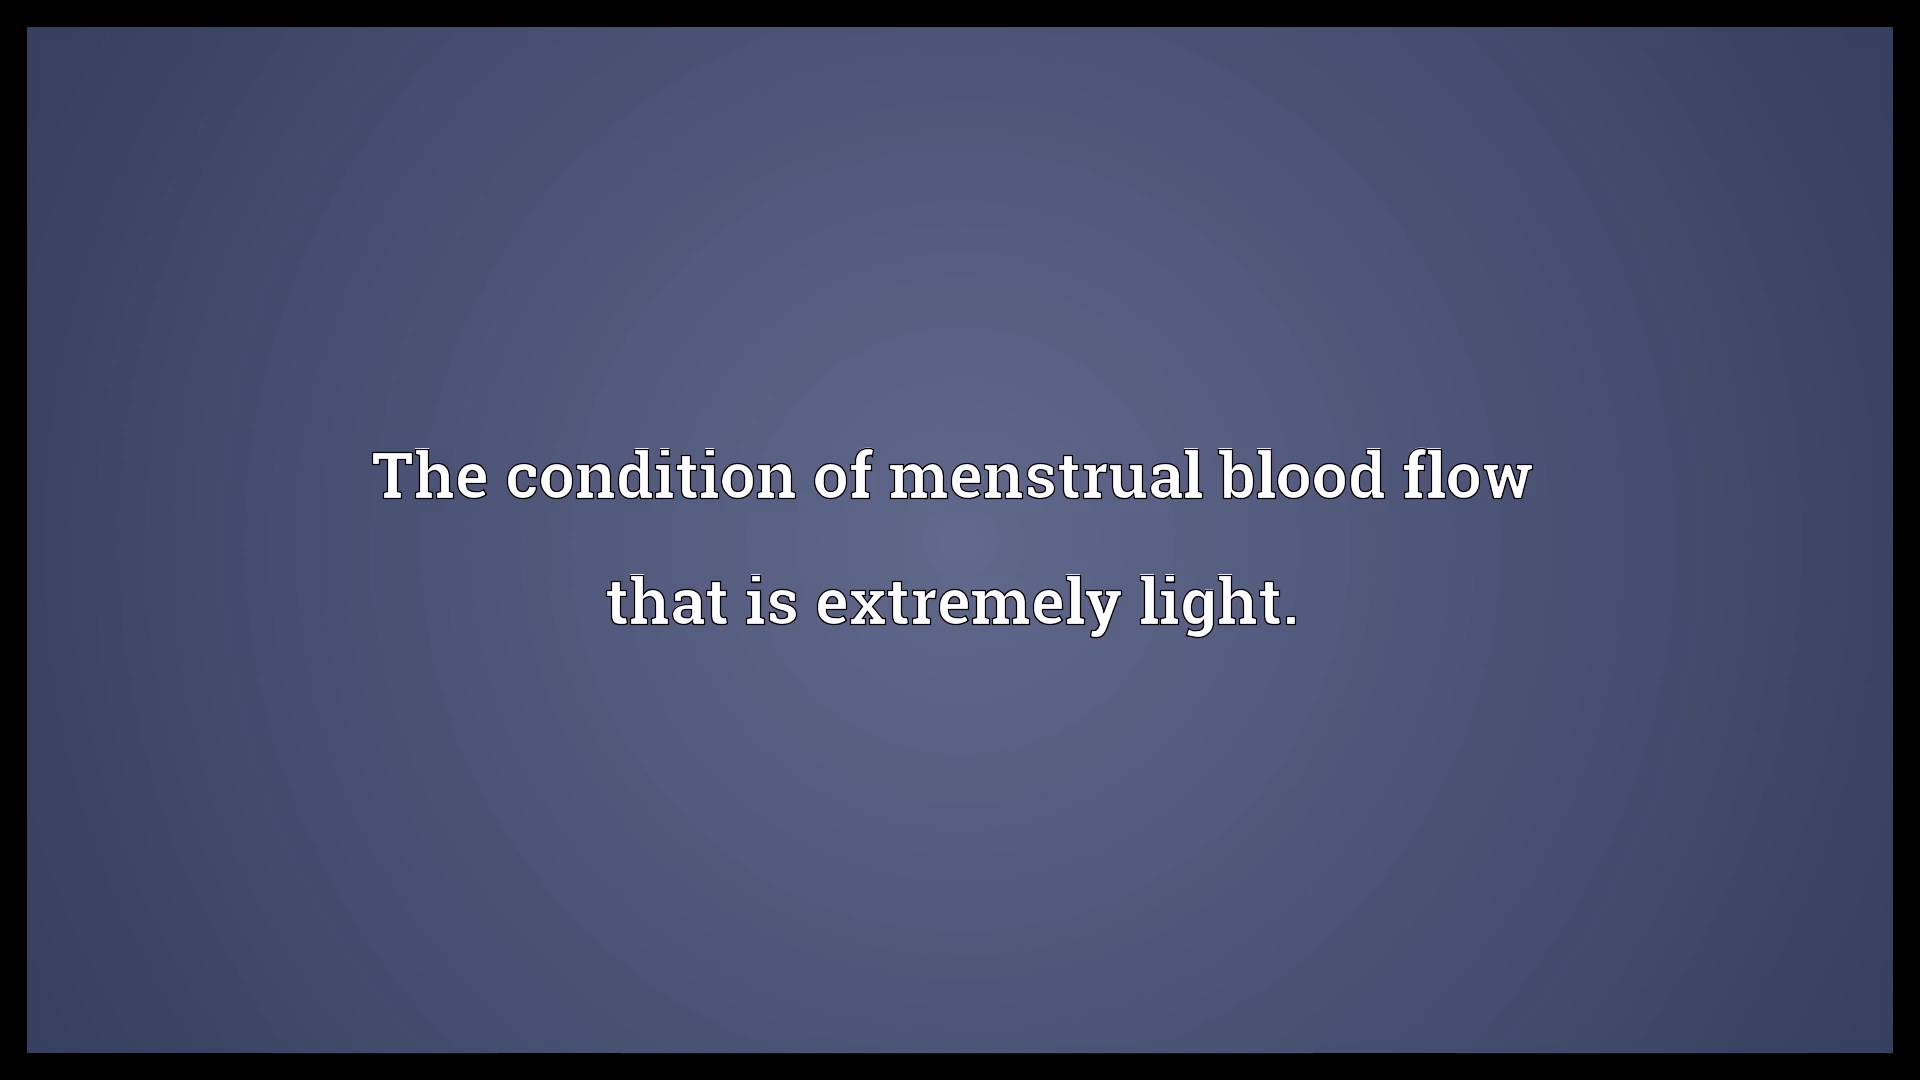 The condition of menstrual blood flow
that is extremely light.